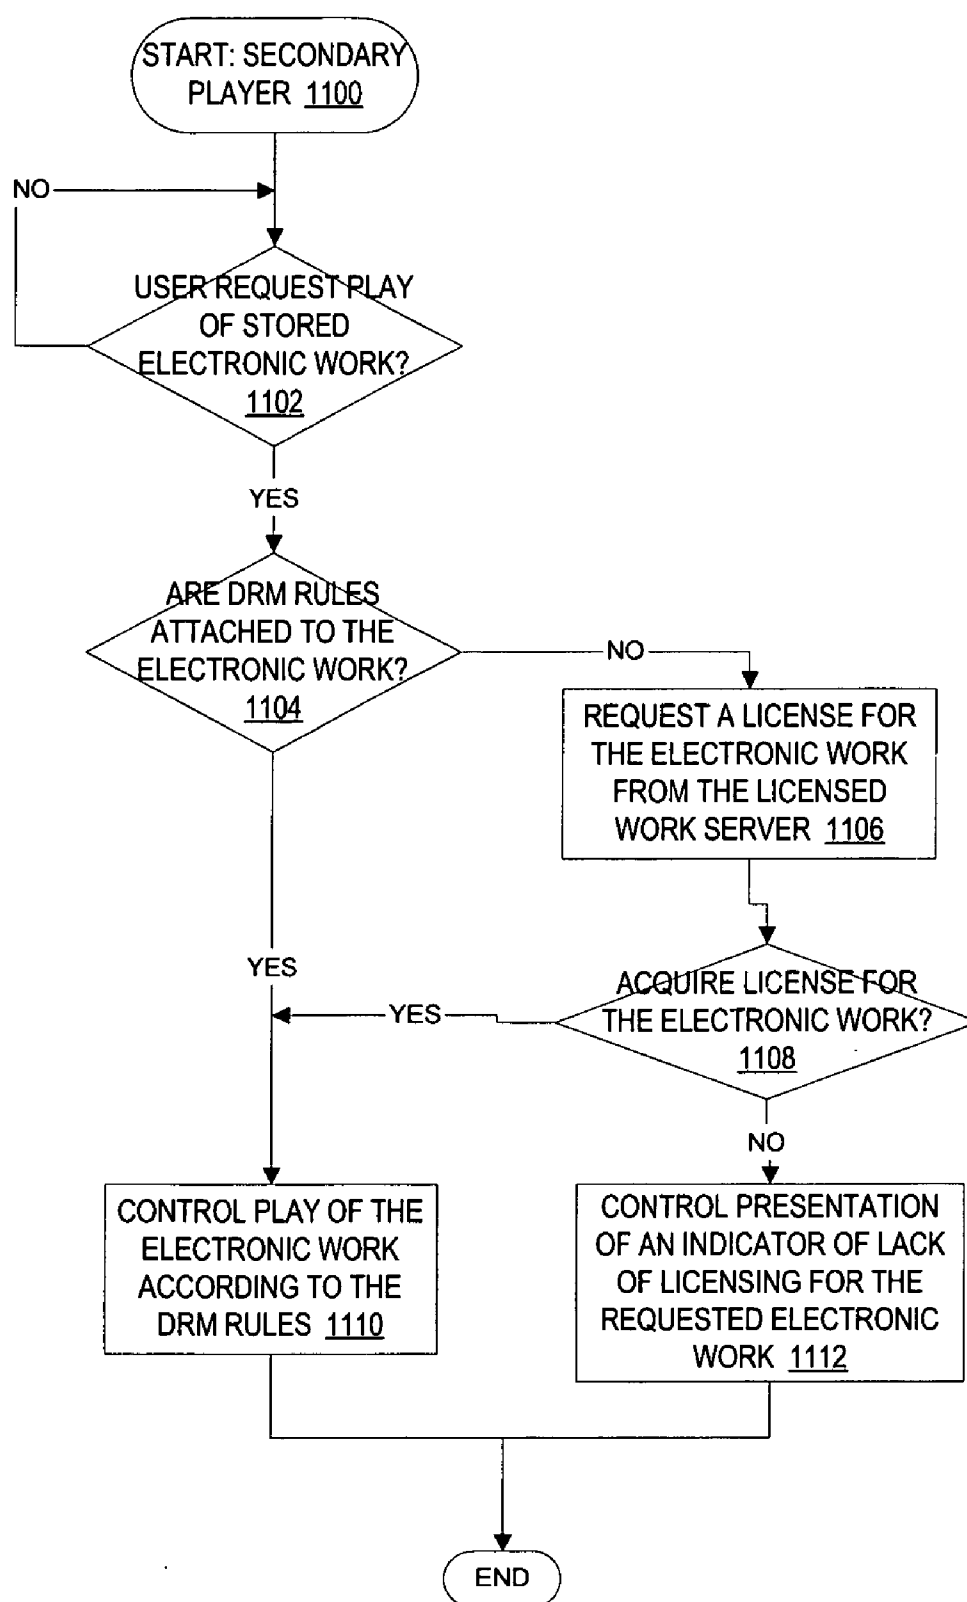 START: SECONDARY
PLAYER 1100
NO
USER REQUEST PLAY
OF STORED
ELECTRONIC WORK?
1102
YES
ARE DRM RULES
ATTACHED TO THE
ELECTRONIC WORK?
1104
NO
REQUEST A LICENSE FOR
THE ELECTRONIC WORK
FROM THE LICENSED
WORK SERVER 1106
YES
ACQUIRE LICENSE FOR
THE ELECTRONIC WORK?
1108
YES
NO
CONTROL PLAY OF THE
ELECTRONIC WORK
ACCORDING TO THE
DRM RULES 1110
CONTROL PRESENTATION
OF AN INDICATOR OF LACK
OF LICENSING FOR THE
REQUESTED ELECTRONIC
WORK 1112
END